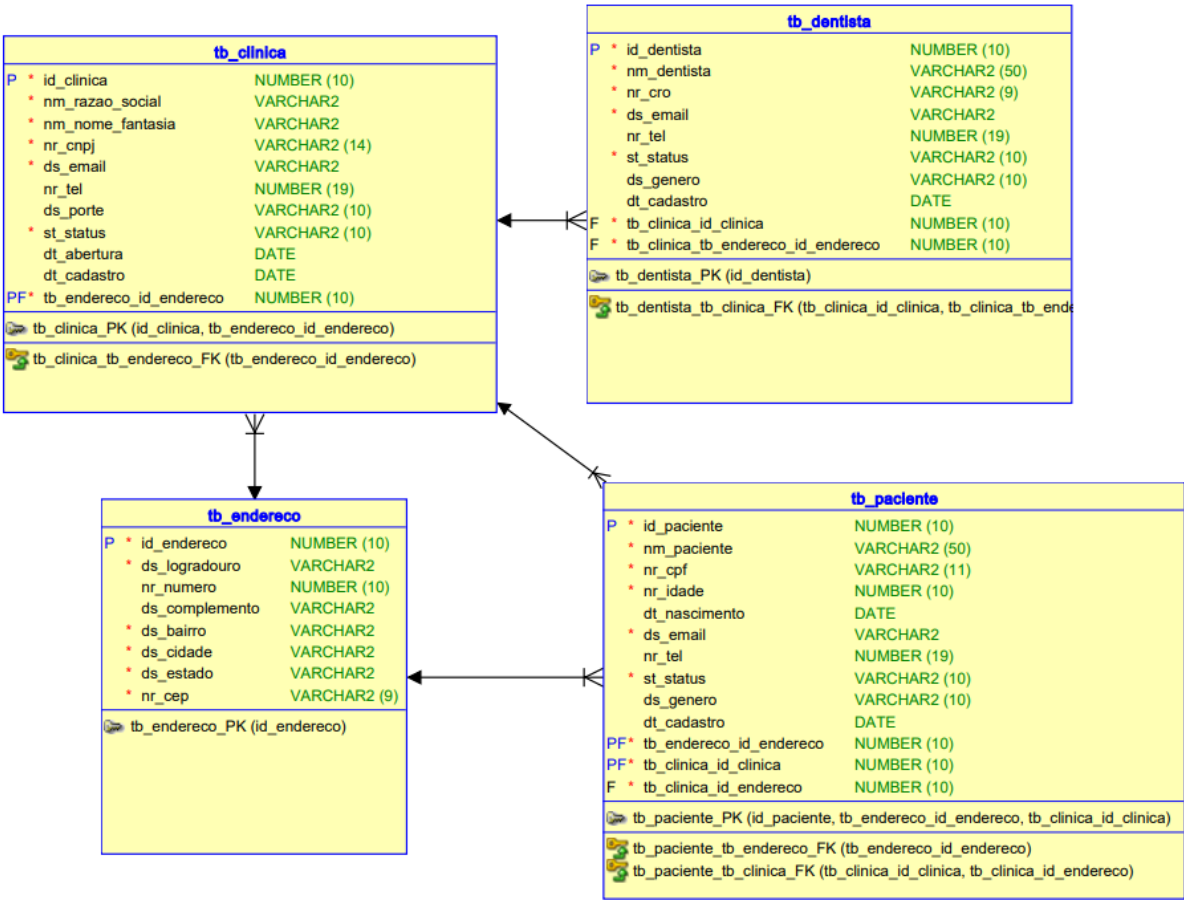 tb_clinica
P * id_clinica NUMBER (10)
* nm_razao_social VARCHAR2
* nm_nome_fantasia VARCHAR2
* nr_cnpj VARCHAR2 (14)
* ds_email VARCHAR2
nr_tel NUMBER (19)
ds_porte VARCHAR2 (10)
* st_status VARCHAR2 (10)
dt_abertura DATE
dt_cadastro DATE
PF* tb_endereco_id_endereco NUMBER (10)
tb_clinica_PK (id_clinica, tb_endereco_id_endereco)
tb_clinica_tb_endereco_FK (tb_endereco_id_endereco)
tb_dentista
P * id_dentista NUMBER (10)
* nm_dentista VARCHAR2 (50)
* nr_cro VARCHAR2 (9)
* ds_email VARCHAR2
nr_tel NUMBER (19)
* st_status VARCHAR2 (10)
ds_genero VARCHAR2 (10)
dt_cadastro DATE
F * tb_clinica_id_clinica NUMBER (10)
F * tb_clinica_tb_endereco_id_endereco NUMBER (10)
tb_dentista_PK (id_dentista)
tb_dentista_tb_clinica_FK (tb_clinica_id_clinica, tb_clinica_tb_ende
tb_endereco
P * id_endereco NUMBER (10)
* ds_logradouro VARCHAR2
nr_numero NUMBER (10)
ds_complemento VARCHAR2
* ds_bairro VARCHAR2
* ds_cidade VARCHAR2
* ds_estado VARCHAR2
* nr_cep VARCHAR2 (9)
tb_endereco_PK (id_endereco)
tb_paciente
P * id_paciente NUMBER (10)
* nm_paciente VARCHAR2 (50)
* nr_cpf VARCHAR2 (11)
* nr_idade NUMBER (10)
dt_nascimento DATE
* ds_email VARCHAR2
nr_tel NUMBER (19)
* st_status VARCHAR2 (10)
ds_genero VARCHAR2 (10)
dt_cadastro DATE
PF* tb_endereco_id_endereco NUMBER (10)
PF* tb_clinica_id_clinica NUMBER (10)
F * tb_clinica_id_endereco NUMBER (10)
tb_paciente_PK (id_paciente, tb_endereco_id_endereco, tb_clinica_id_clinica)
tb_paciente_tb_endereco_FK (tb_endereco_id_endereco)
tb_paciente_tb_clinica_FK (tb_clinica_id_clinica, tb_clinica_id_endereco)